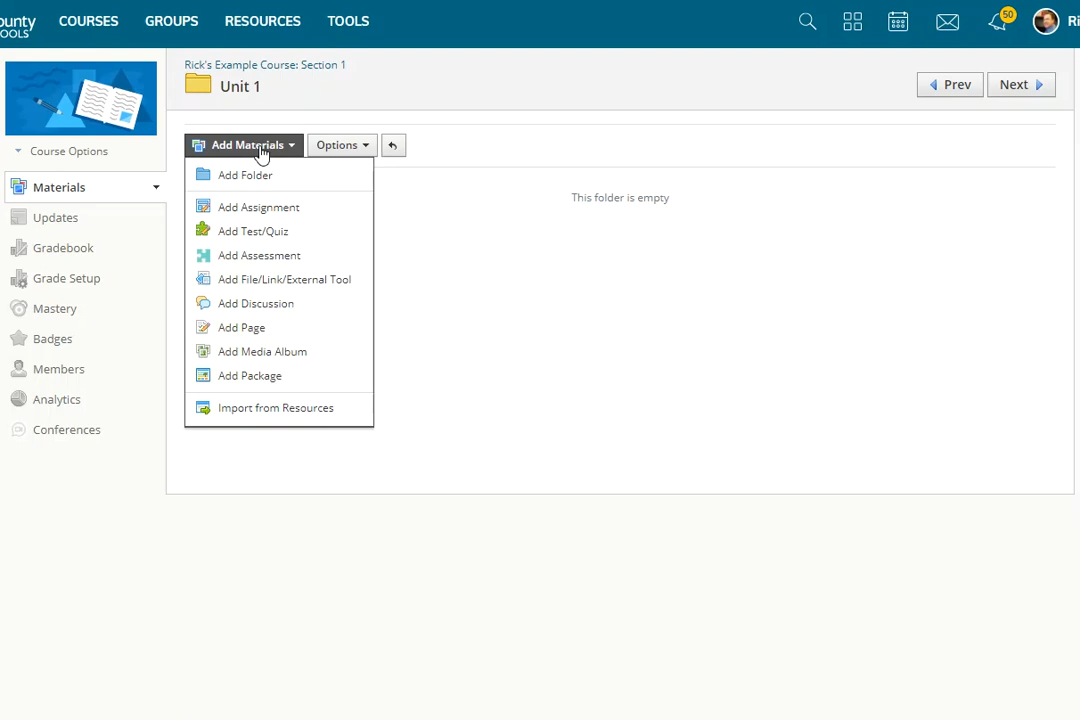 ounty
OOLS
COURSES
GROUPS
RESOURCES
TOOLS
50
Ri
Rick's Example Course: Section 1
Unit 1
Prev
Next
Course Options
Add Materials
Options
Materials
Updates
Gradebook
Grade Setup
Mastery
Badges
Members
Analytics
Conferences
Add Folder
Add Assignment
Add Test/Quiz
Add Assessment
Add File/Link/External Tool
Add Discussion
Add Page
Add Media Album
Add Package
Import from Resources
This folder is empty